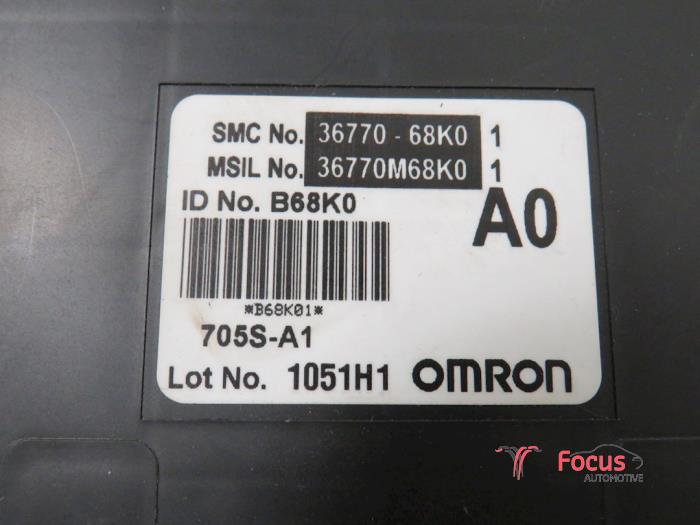 SMC No. 36770 - 68K0 1
MSIL No. 36770M68K0 1
ID No. B68K0
A0
*B68K01*
705S-A1
Lot No. 1051H1 OMRON
Focus
AUTOMOTIVE